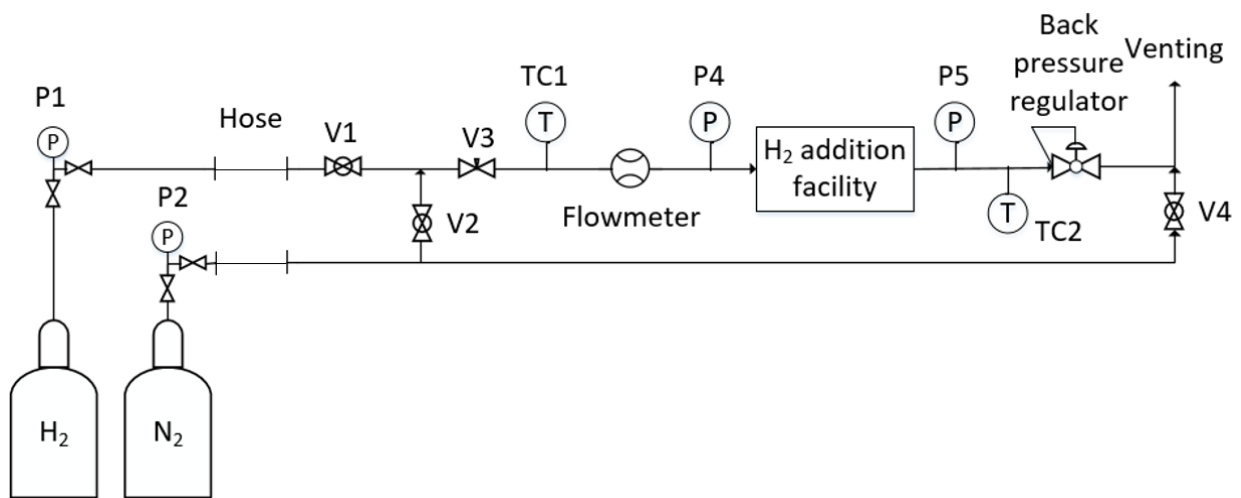 Back
pressure
regulator
Venting
P1
Hose
V1
V3
TC1
T
P4
P
P5
P
P
P2
P
V2
Flowmeter
H₂ addition
facility
T
TC2
V4
H₂
N₂